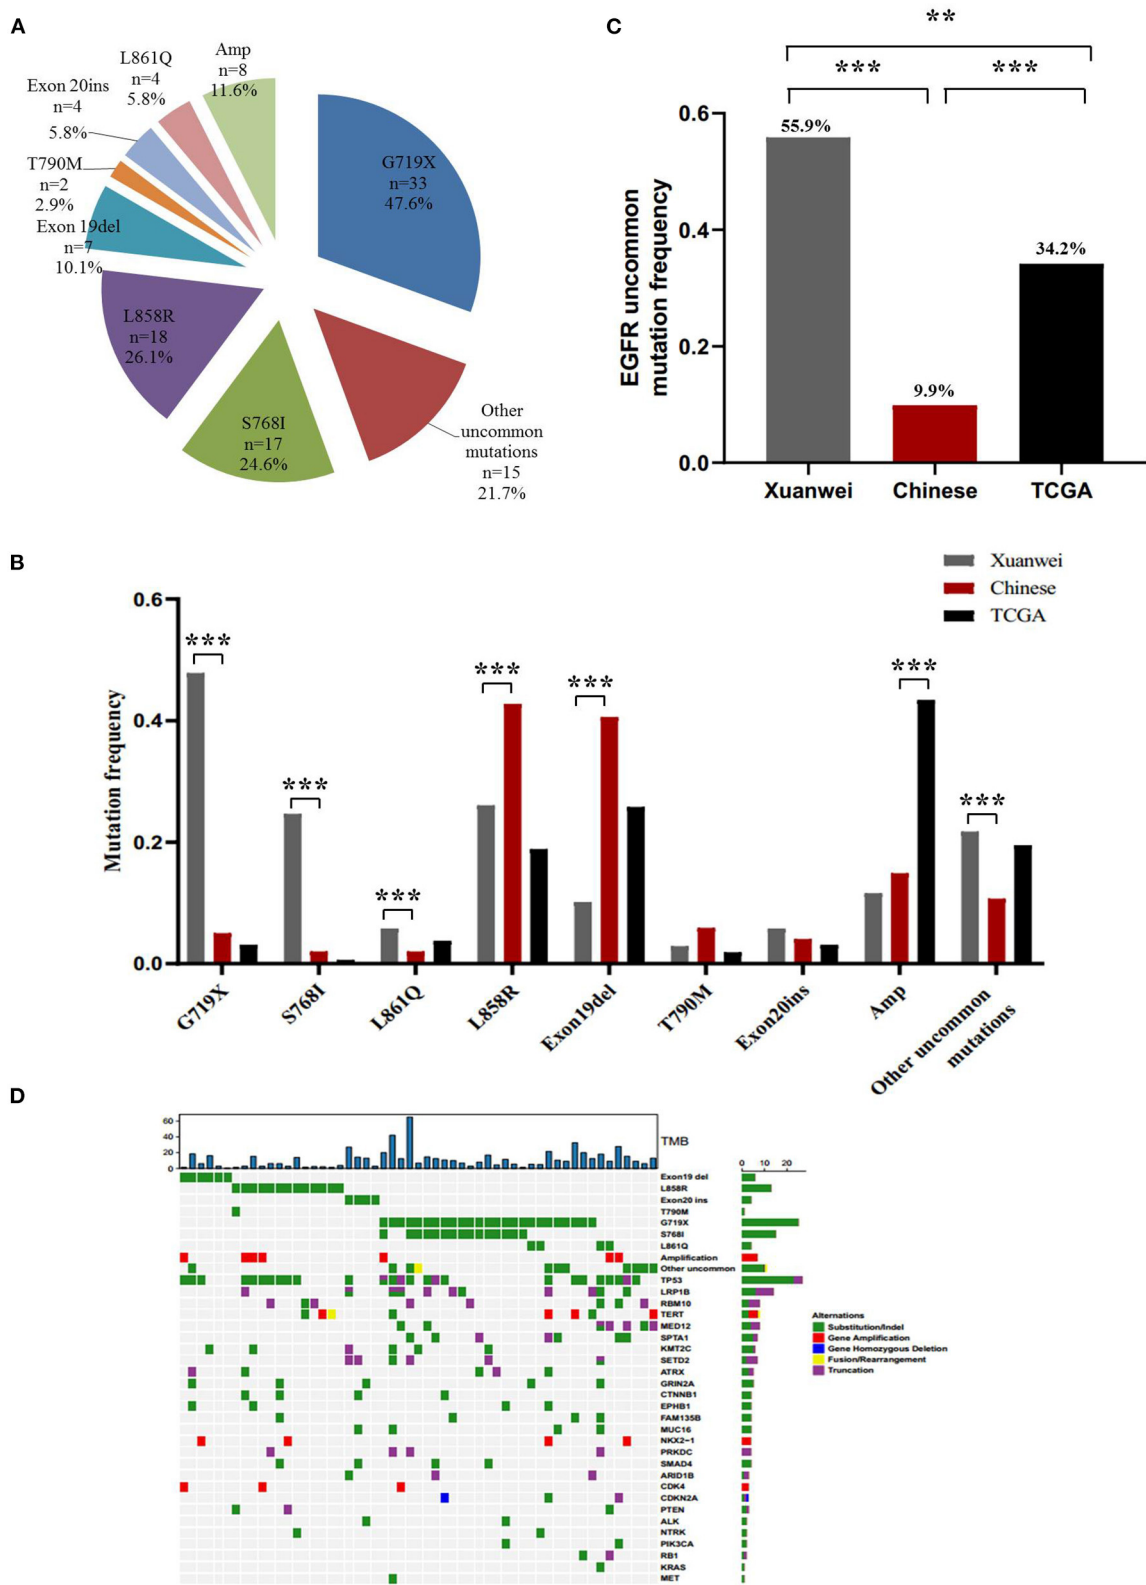 A
L861Q
n=4
5.8%
Amp
n=8
11.6%
Exon 20ins
n=4
5.8%
T790M
n=2
2.9%
Exon 19del
n=7
10.1%
G719X
n=33
47.6%
L858R
n=18
26.1%
S768I
n=17
24.6%
Other
uncommon
mutations
n=15
21.7%
C
**
*** ***
EGFR uncommon
mutation frequency
0.6
0.4
0.2
0.0
55.9%
9.9%
34.2%
Xuanwei Chinese TCGA
B
Xuanwei
Chinese
TCGA
Mutation frequency
0.6
0.4
0.2
0.0
***
***
***
***
***
***
***
G719X
S768I
L861Q
L858R
Exon19del
T790M
Exon20ins
Amp
Other uncommon
mutations
D
60
40
20
0
TMB
0 10 20
Exon19 del
L858R
Exon20 ins
T790M
G719X
S768I
L861Q
Amplification
Other uncommon
TP53
LRP1B
RBM10
TERT
MED12
SPTA1
KMT2C
SETD2
ATRX
GRIN2A
CTNNB1
EPHB1
FAM135B
MUC16
NKX2-1
PRKDC
SMAD4
ARID1B
CDK4
CDKN2A
PTEN
ALK
NTRK
PIK3CA
RB1
KRAS
MET
Alternations
Substitution/Indel
Gene Amplification
Gene Homozygous Deletion
Fusion/Rearrangement
Truncation